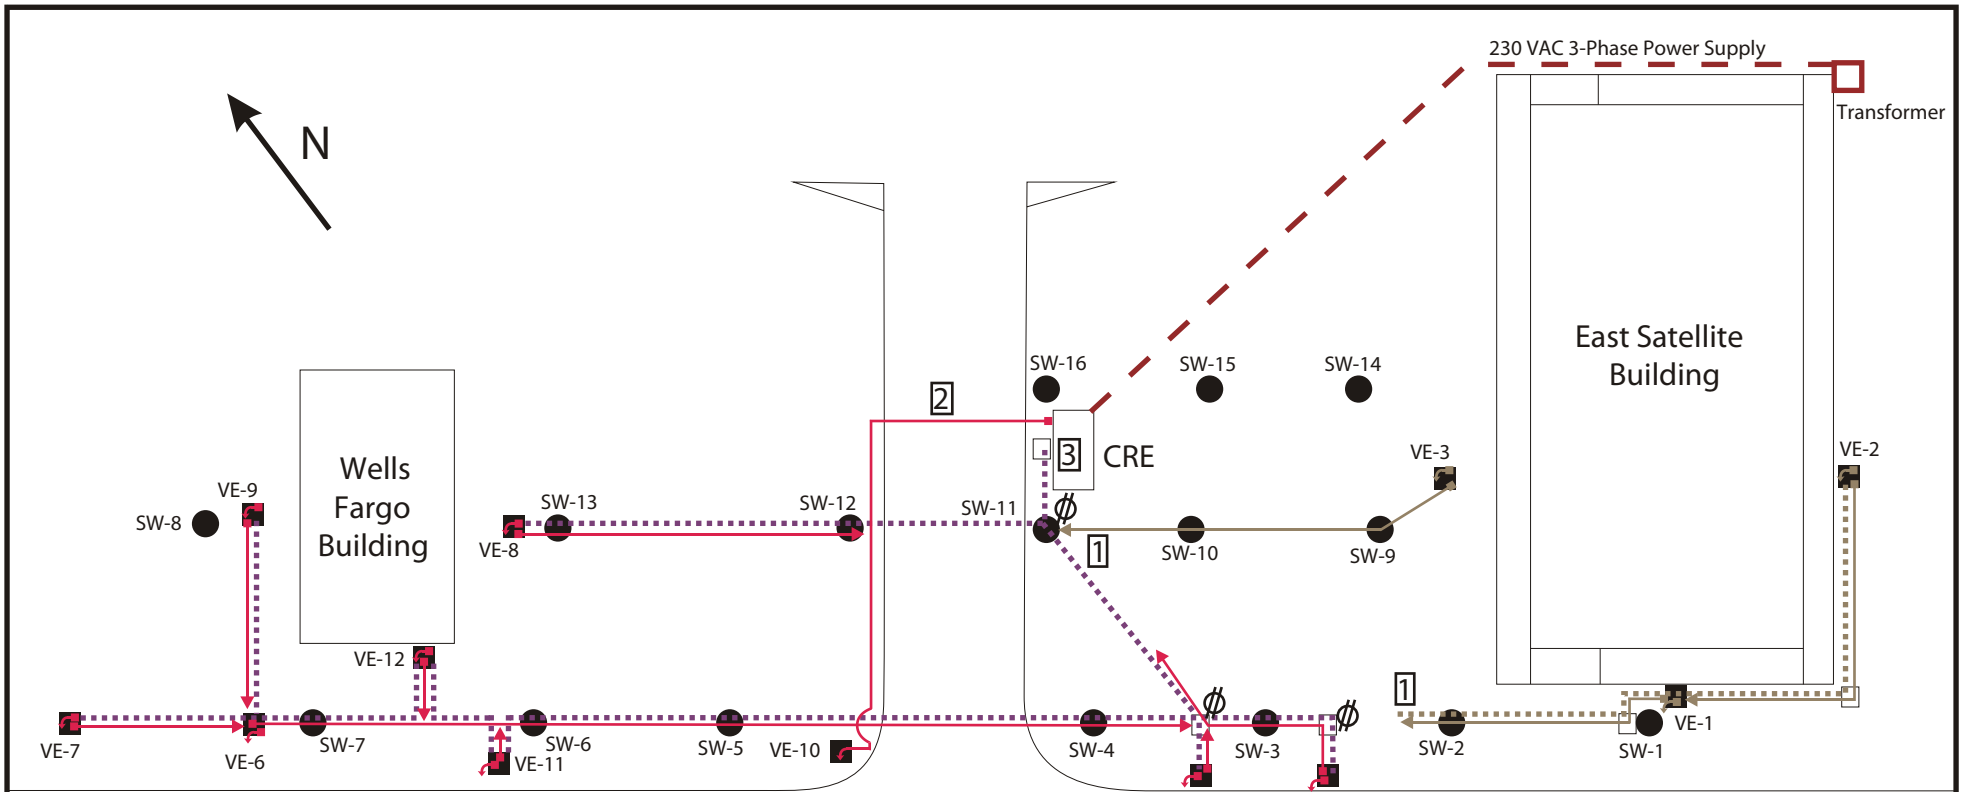 230 VAC 3-Phase Power Supply
Transformer
N
East Satellite
Building
SW-16
SW-15
SW-14
2
3
CRE
VE-3
VE-2
Wells
Fargo
Building
VE-9
SW-8
SW-13
SW-12
SW-11
VE-8
1
SW-10
SW-9
VE-12
1
VE-7
VE-6
SW-7
VE-11
SW-6
SW-5
VE-10
SW-4
SW-3
SW-2
SW-1
VE-1